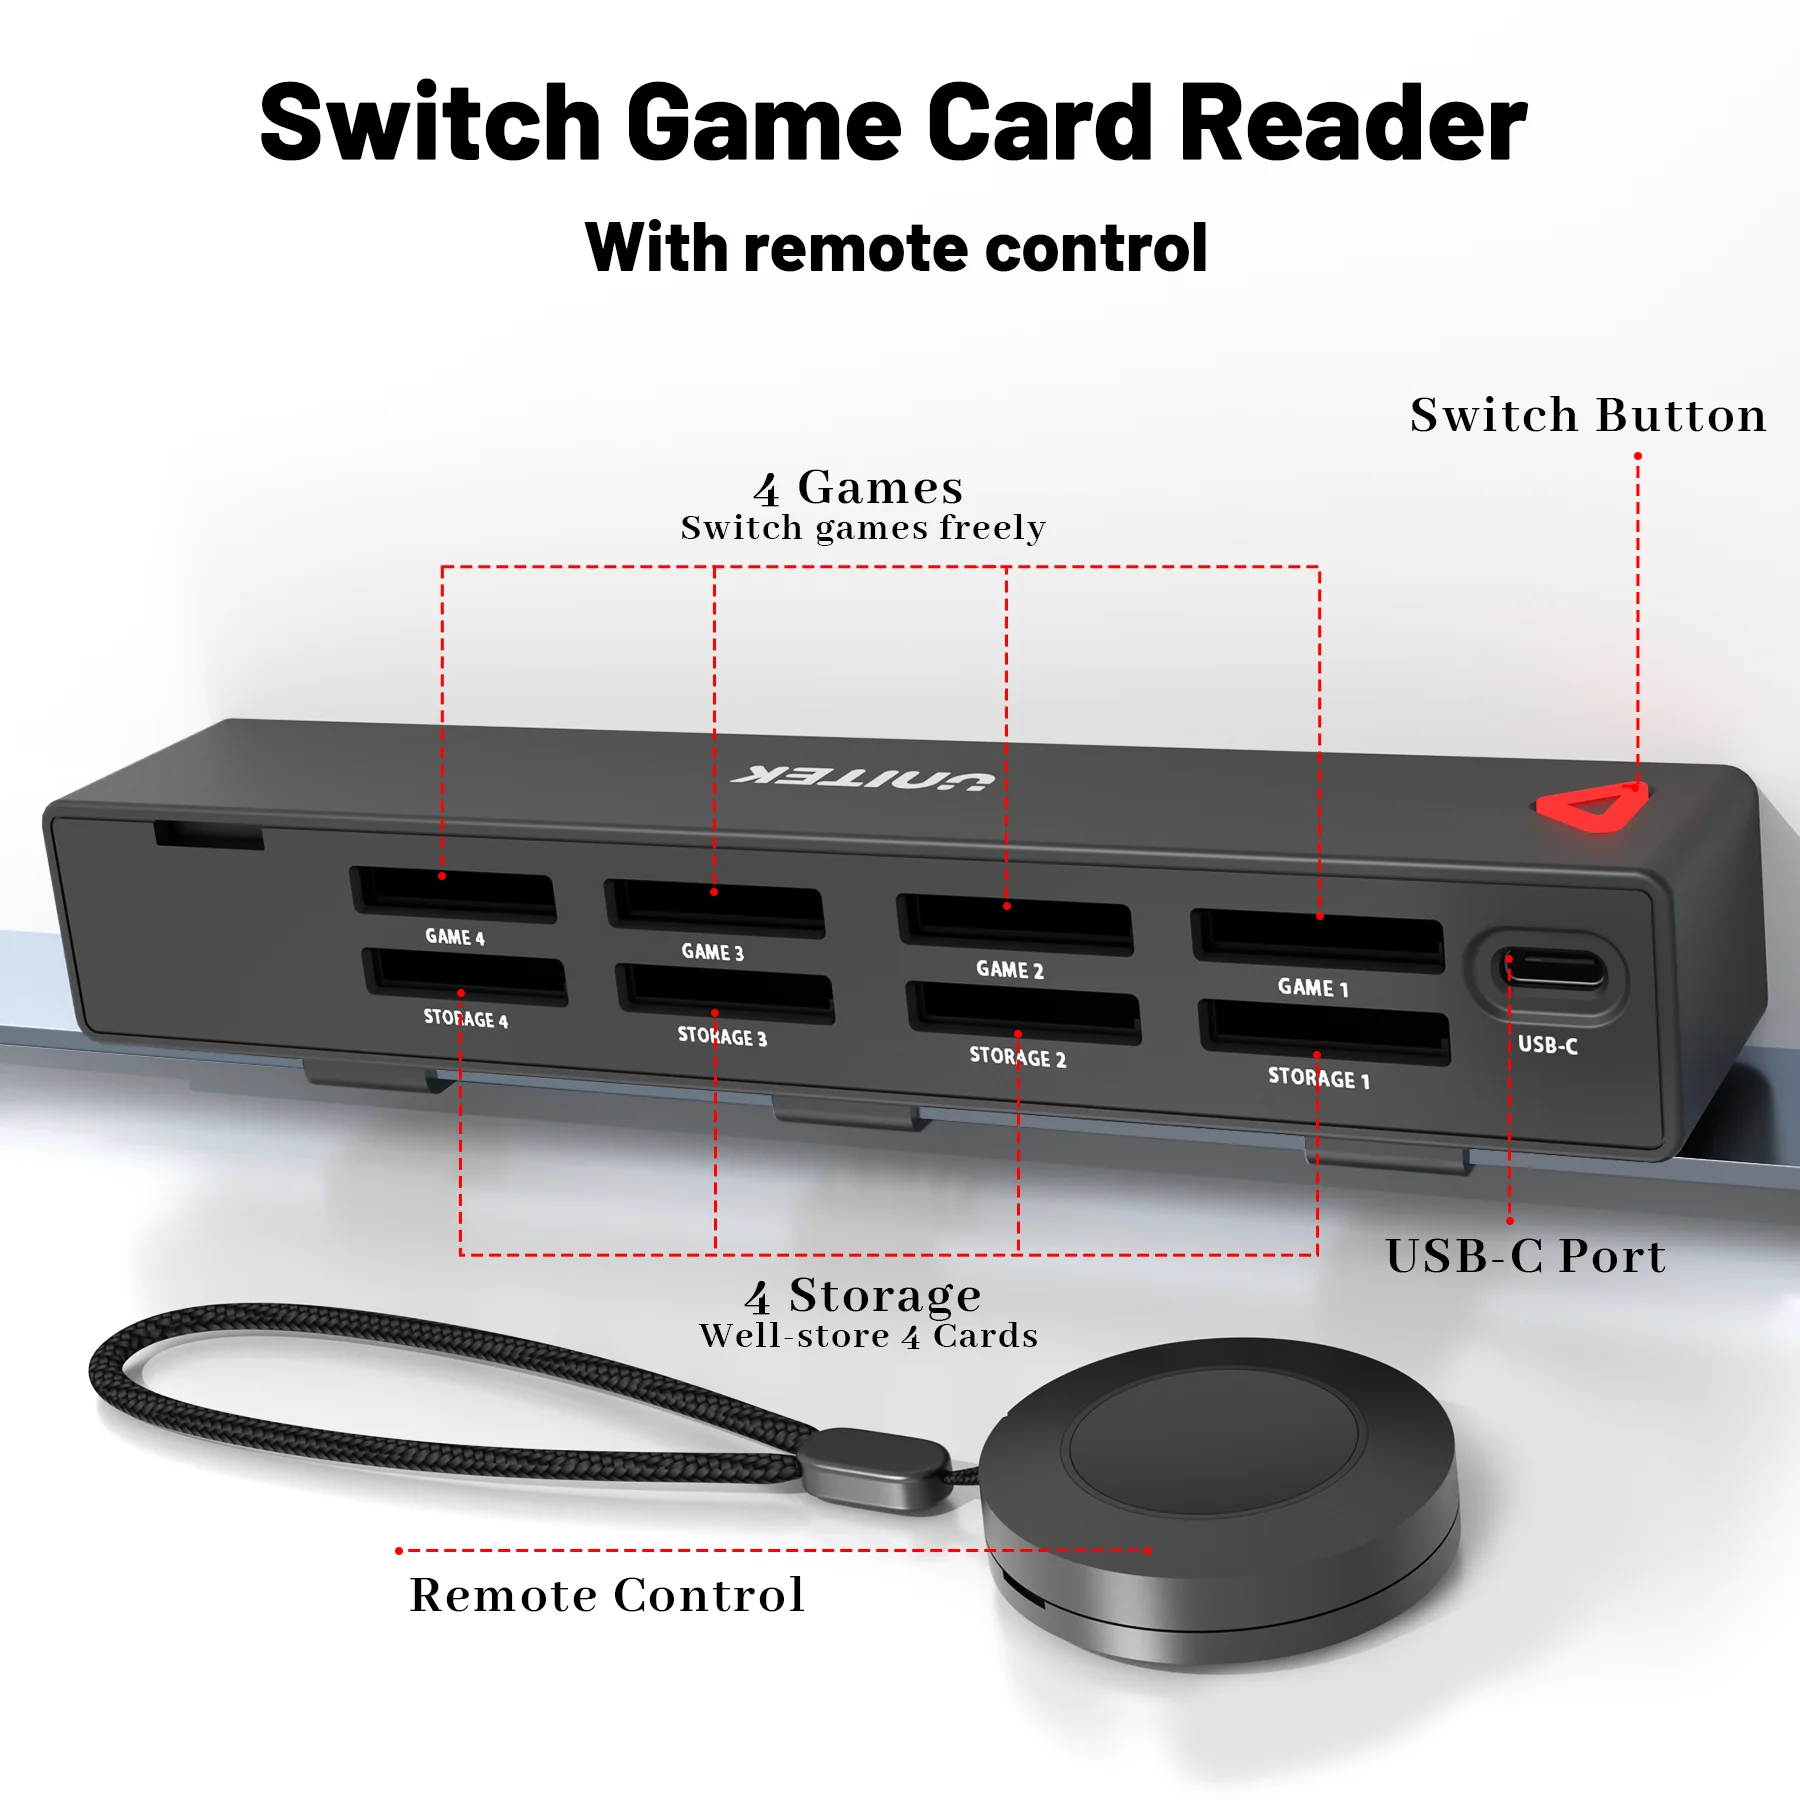 Switch Game Card Reader
With remote control
Switch Button
4 Games
Switch games freely
UNITEK
GAME 4
GAME 3
GAME 2
GAME 1
STORAGE 4
STORAGE 3
STORAGE 2
STORAGE 1
USB-C
USB-C Port
4 Storage
Well-store 4 Cards
Remote Control